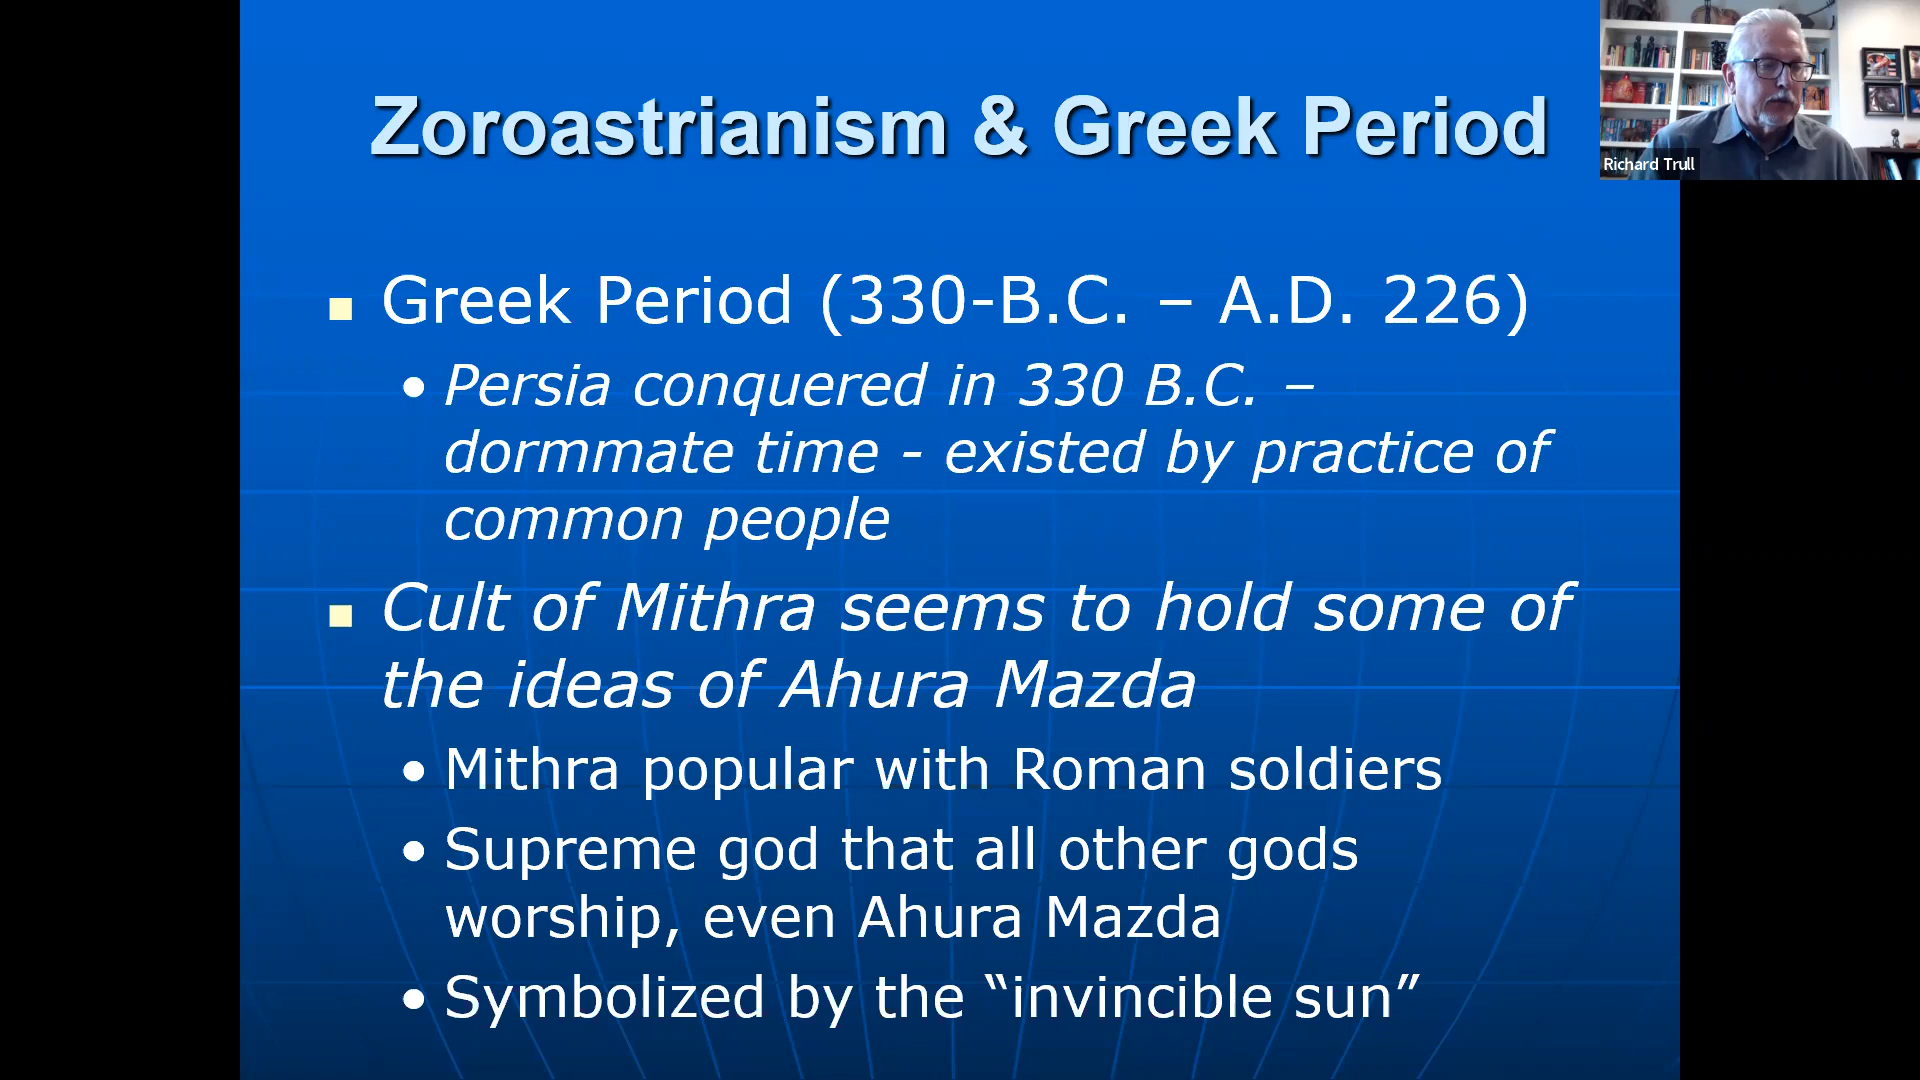 Zoroastrianism & Greek Period
Richard Trull
Greek Period (330-B.C. – A.D. 226)
Persia conquered in 330 B.C. –
dormmate time - existed by practice of
common people
Cult of Mithra seems to hold some of
the ideas of Ahura Mazda
Mithra popular with Roman soldiers
Supreme god that all other gods
worship, even Ahura Mazda
Symbolized by the “invincible sun”